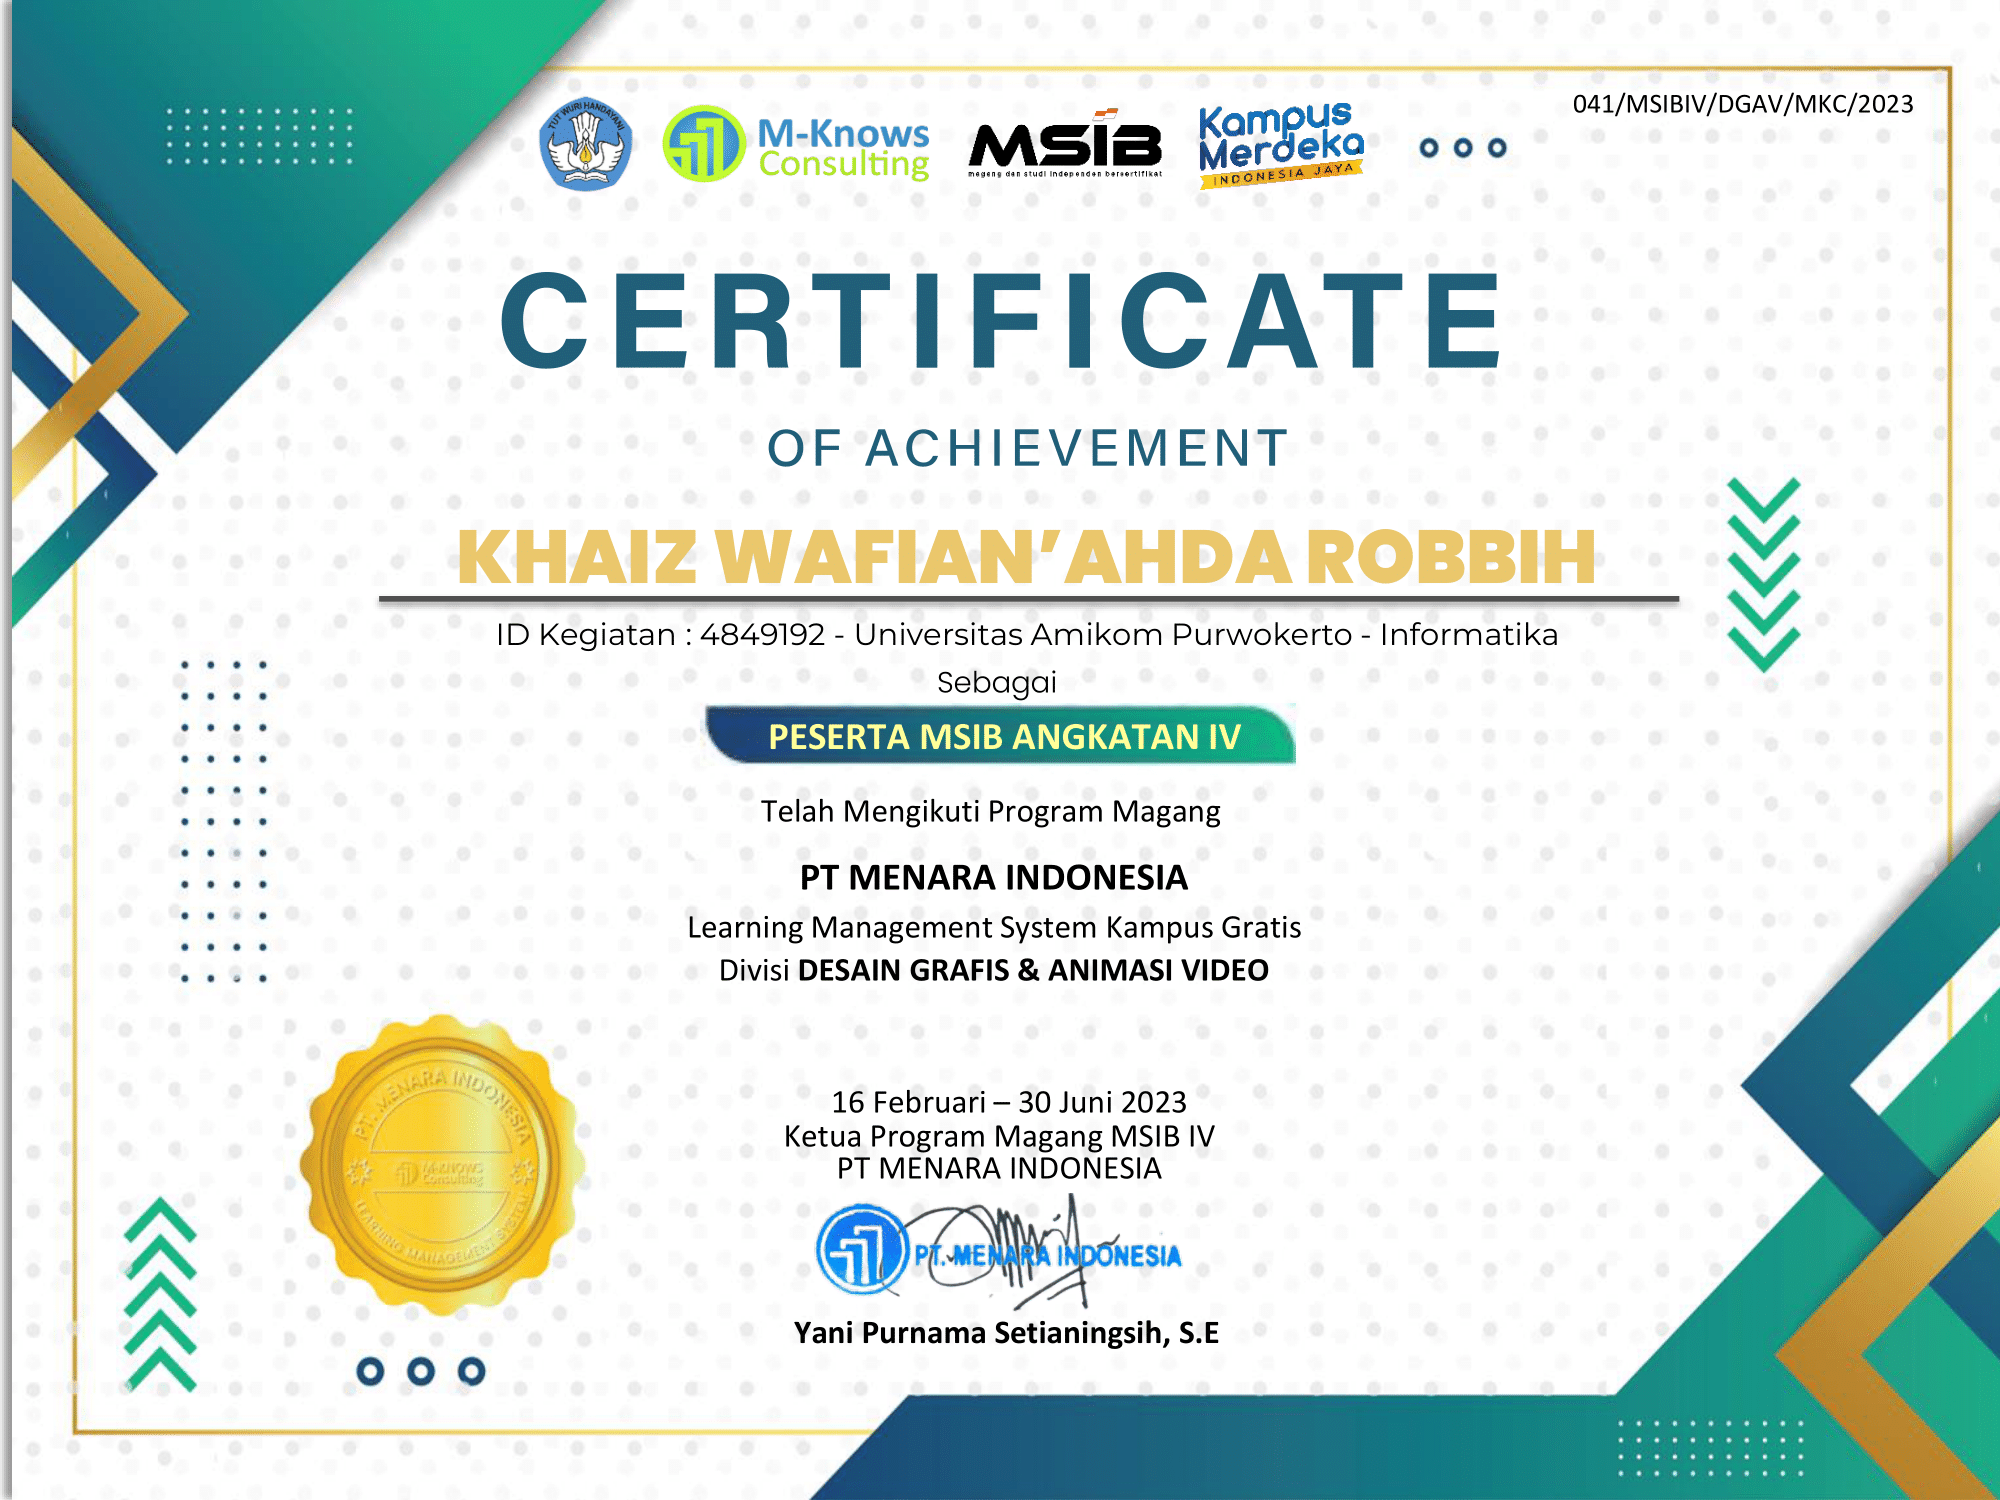 041/MSIBIV/DGAV/MKC/2023
TUT WURI HANDAYANI
M-Knows
Consulting
MSIB
magang dan studi independen bersertifikat
Kampus
Merdeka
INDONESIA JAYA
CERTIFICATE
OF ACHIEVEMENT
KHAIZ WAFIAN’AHDA ROBBIH
ID Kegiatan : 4849192 - Universitas Amikom Purwokerto - Informatika
Sebagai
PESERTA MSIB ANGKATAN IV
Telah Mengikuti Program Magang
PT MENARA INDONESIA
Learning Management System Kampus Gratis
Divisi DESAIN GRAFIS & ANIMASI VIDEO
PT. MENARA INDONESIA
M-KNOWS
Consulting
LEARNING MANAGEMENT SYSTEM
16 Februari – 30 Juni 2023
Ketua Program Magang MSIB IV
PT MENARA INDONESIA
PT. MENARA INDONESIA
Yani Purnama Setianingsih, S.E